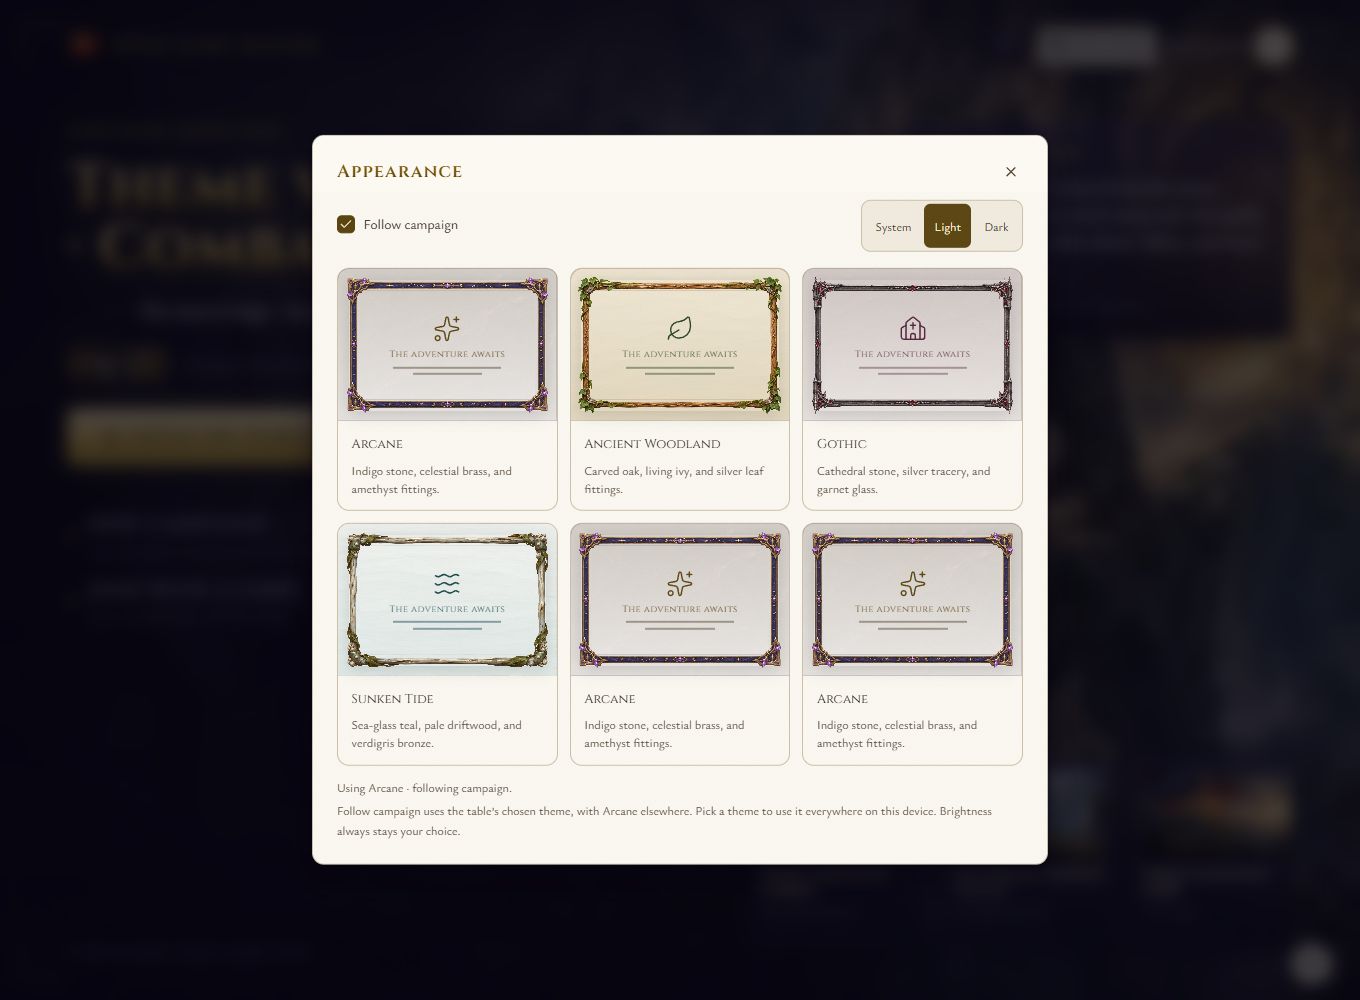 Appearance
Follow campaign
System
Light
Dark
The adventure awaits
The adventure awaits
The adventure awaits
Arcane
Indigo stone, celestial brass, and
amethyst fittings.
Ancient Woodland
Carved oak, living ivy, and silver leaf
fittings.
Gothic
Cathedral stone, silver tracery, and
garnet glass.
The adventure awaits
The adventure awaits
The adventure awaits
Sunken Tide
Sea-glass teal, pale driftwood, and
verdigris bronze.
Arcane
Indigo stone, celestial brass, and
amethyst fittings.
Arcane
Indigo stone, celestial brass, and
amethyst fittings.
Using Arcane · following campaign.
Follow campaign uses the table's chosen theme, with Arcane elsewhere. Pick a theme to use it everywhere on this device. Brightness
always stays your choice.
Theme